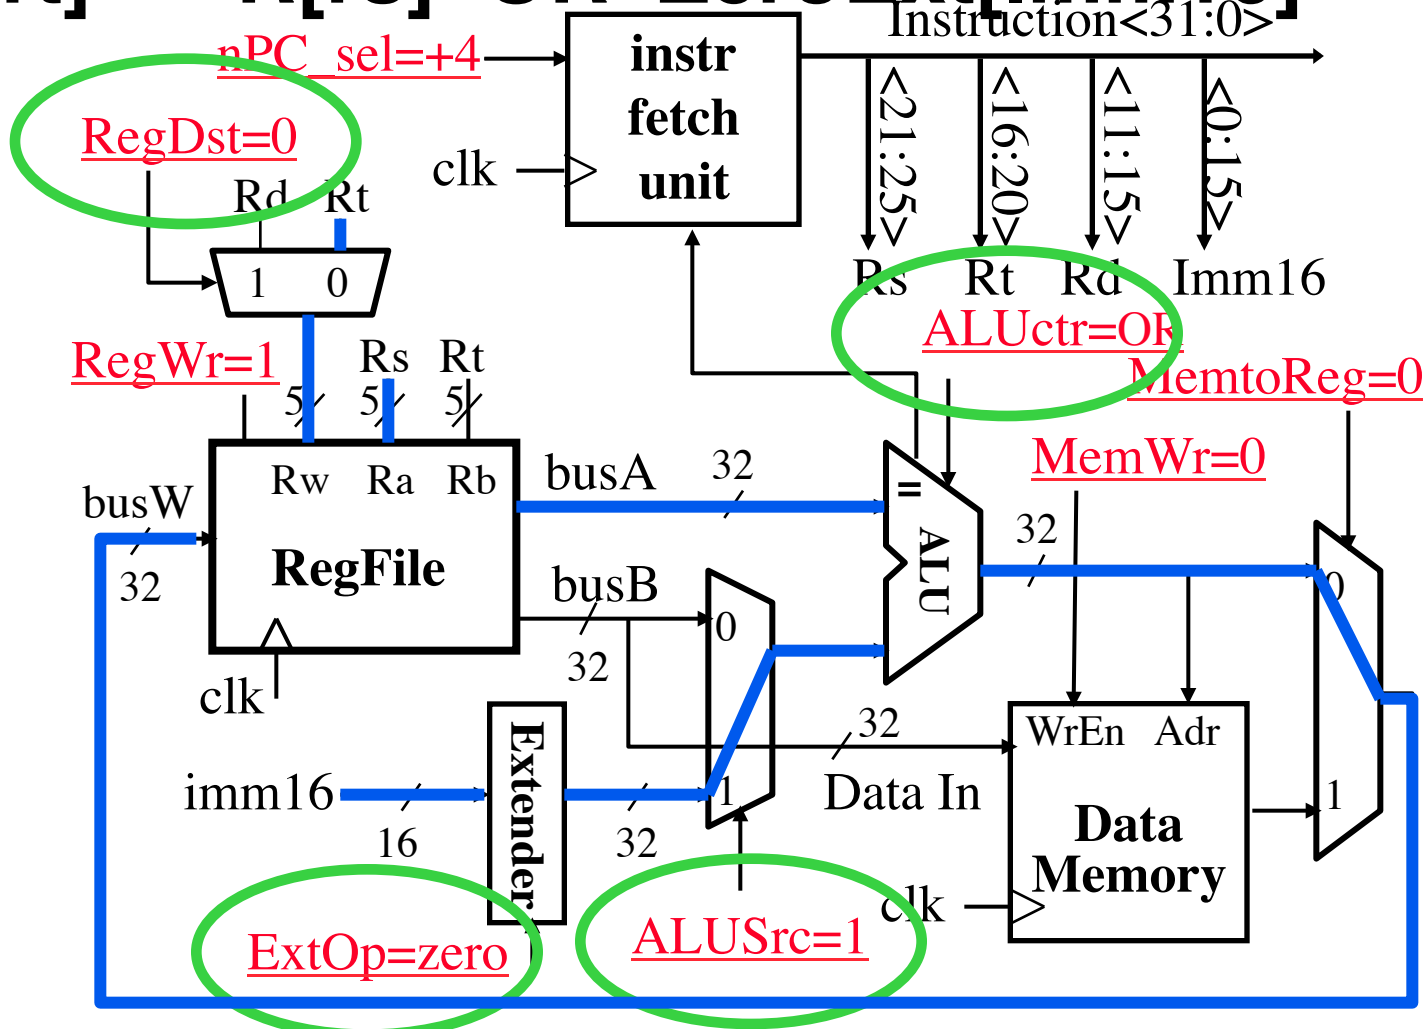 Instruction<31:0>
nPC_sel=+4
instr
fetch
unit
clk
<21:25>
<16:20>
<11:15>
<0:15>
RegDst=0
Rd
Rt
1
0
Rs
Rt
Rd
Imm16
ALUctr=OR
MemtoReg=0
RegWr=1
Rs
Rt
5
5
5
MemWr=0
Rw
Ra
Rb
busA
32
=
ALU
32
busW
32
RegFile
busB
32
0
0
clk
Extender
32
WrEn
Adr
imm16
16
32
1
Data In
1
Data
Memory
clk
ExtOp=zero
ALUSrc=1